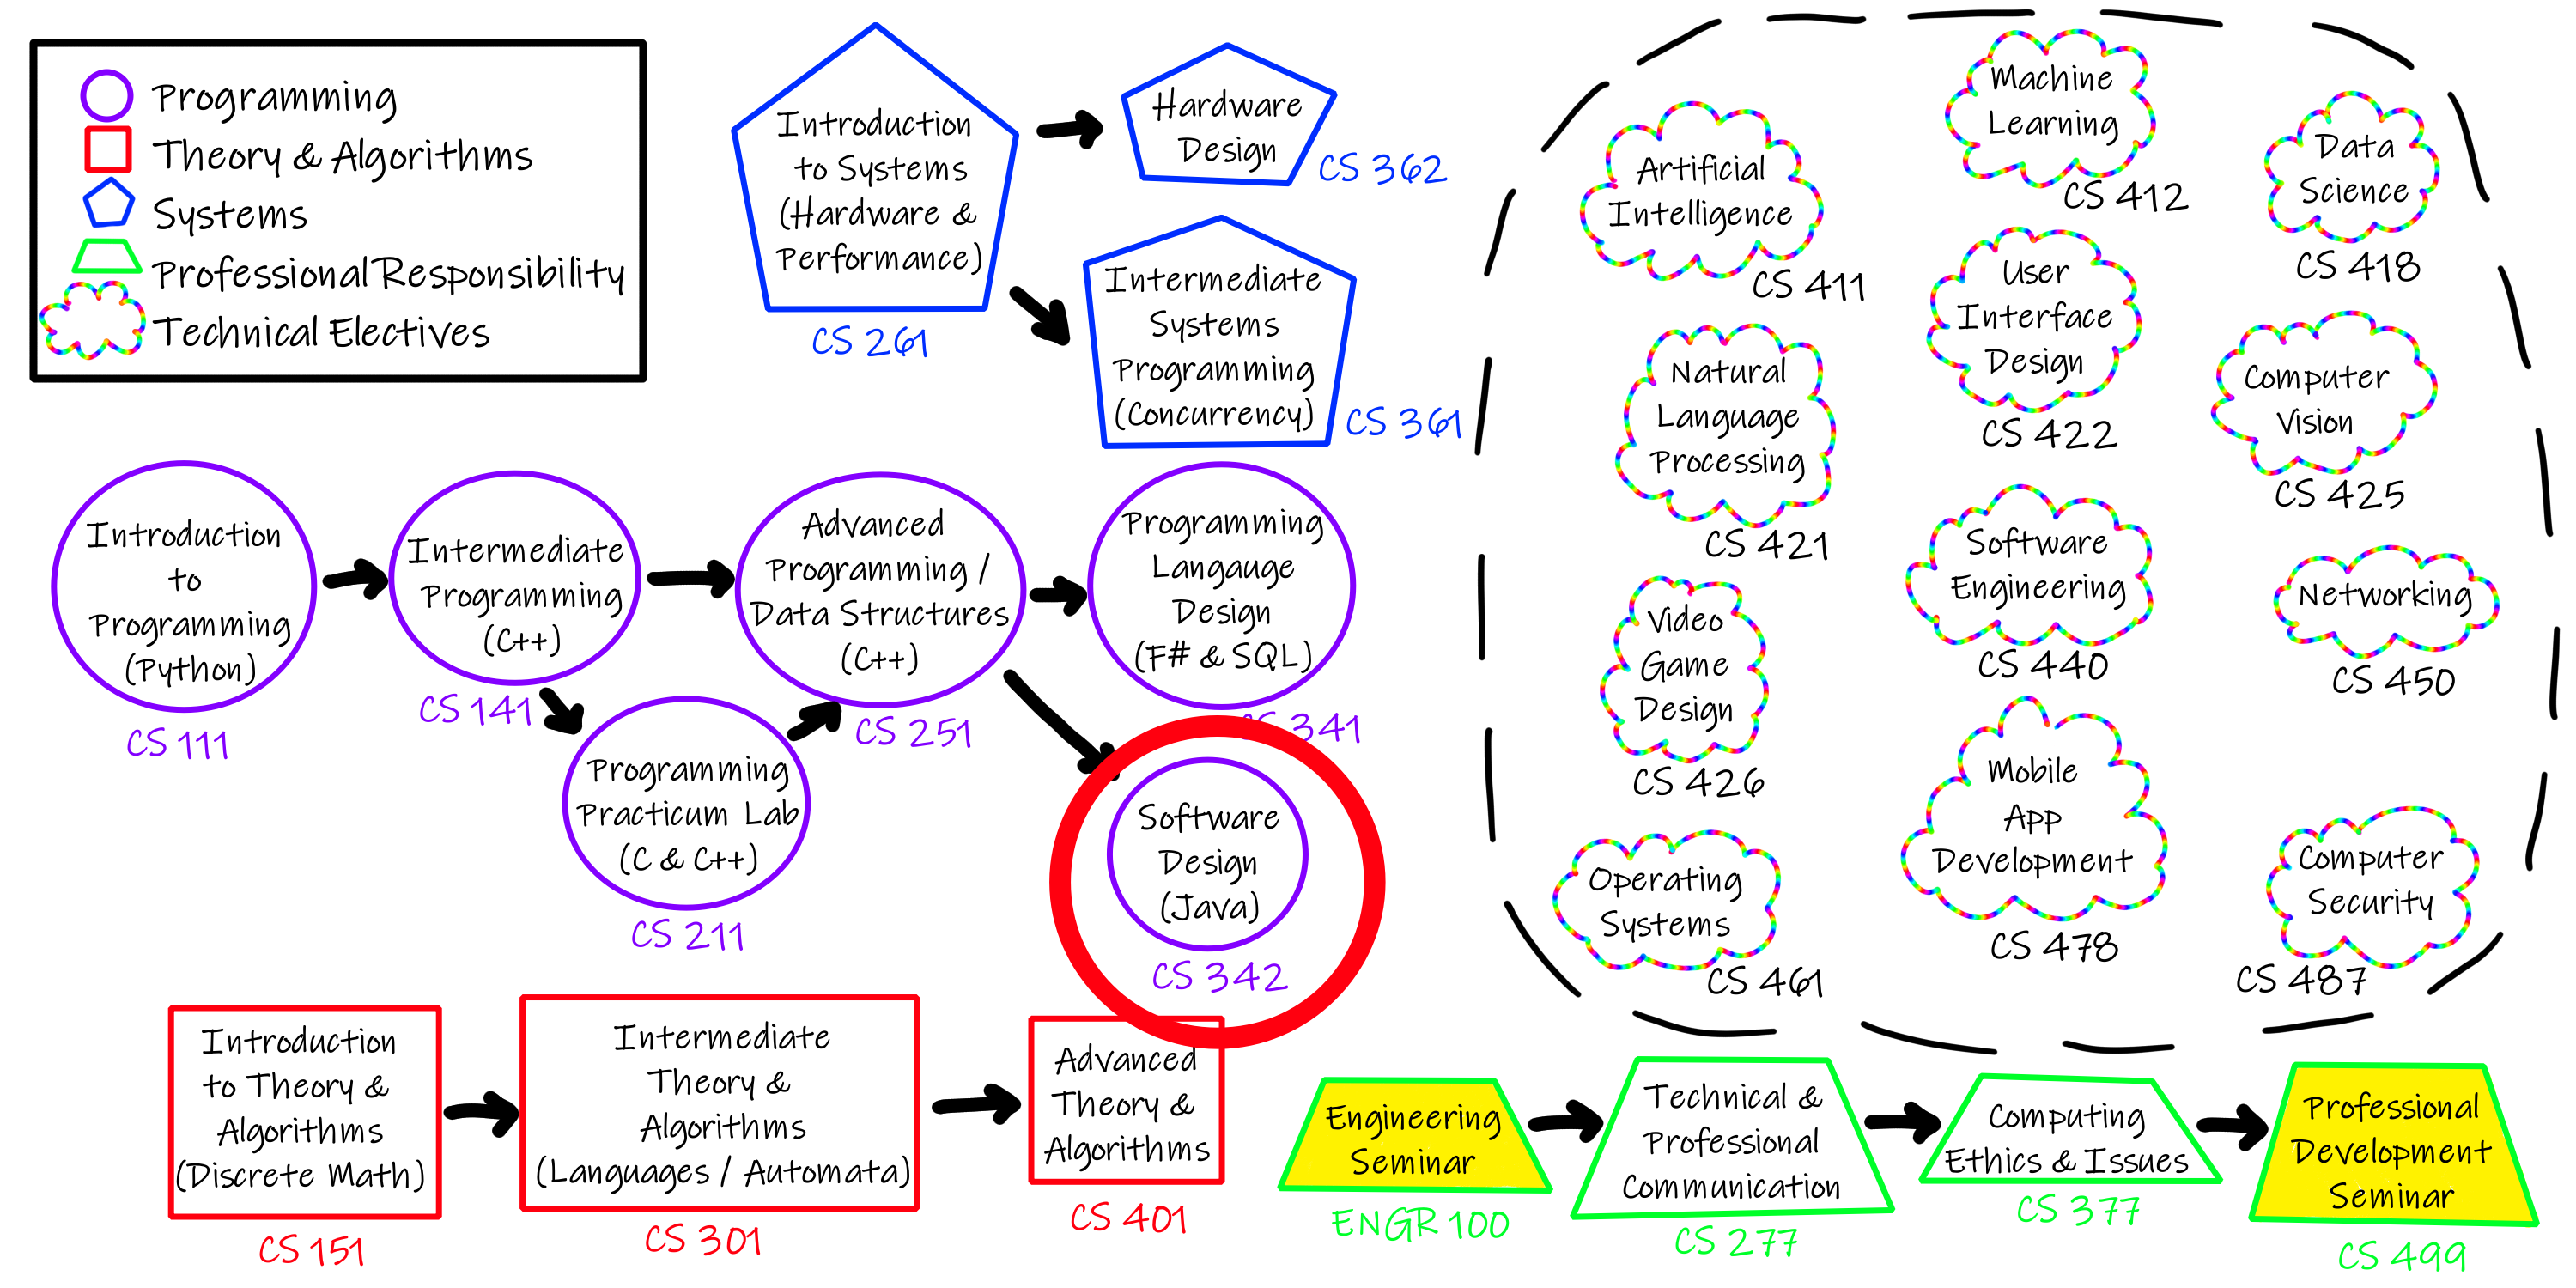 Programming
Theory & Algorithms
Systems
Professional Responsibility
Technical Electives
Introduction
to Systems
(Hardware &
Performance)
CS 261
Hardware
Design
CS 362
Intermediate
Systems
Programming
(Concurrency)
CS 361
Introduction
to
Programming
(Python)
CS 111
Intermediate
Programming
(C++)
CS 141
Programming
Practicum Lab
(C & C++)
CS 211
Advanced
Programming /
Data Structures
(C++)
CS 251
Programming
Langauge
Design
(F# & SQL)
CS 341
Software
Design
(Java)
CS 342
Introduction
to Theory &
Algorithms
(Discrete Math)
CS 151
Intermediate
Theory &
Algorithms
(Languages / Automata)
CS 301
Advanced
Theory &
Algorithms
CS 401
Artificial
Intelligence
CS 411
Machine
Learning
CS 412
Data
Science
CS 418
Natural
Language
Processing
CS 421
User
Interface
Design
CS 422
Computer
Vision
CS 425
Video
Game
Design
CS 426
Software
Engineering
CS 440
Networking
CS 450
Operating
Systems
CS 461
Mobile
App
Development
CS 478
Computer
Security
CS 487
Engineering
Seminar
ENGR 100
Technical &
Professional
Communication
CS 277
Computing
Ethics & Issues
CS 377
Professional
Development
Seminar
CS 499